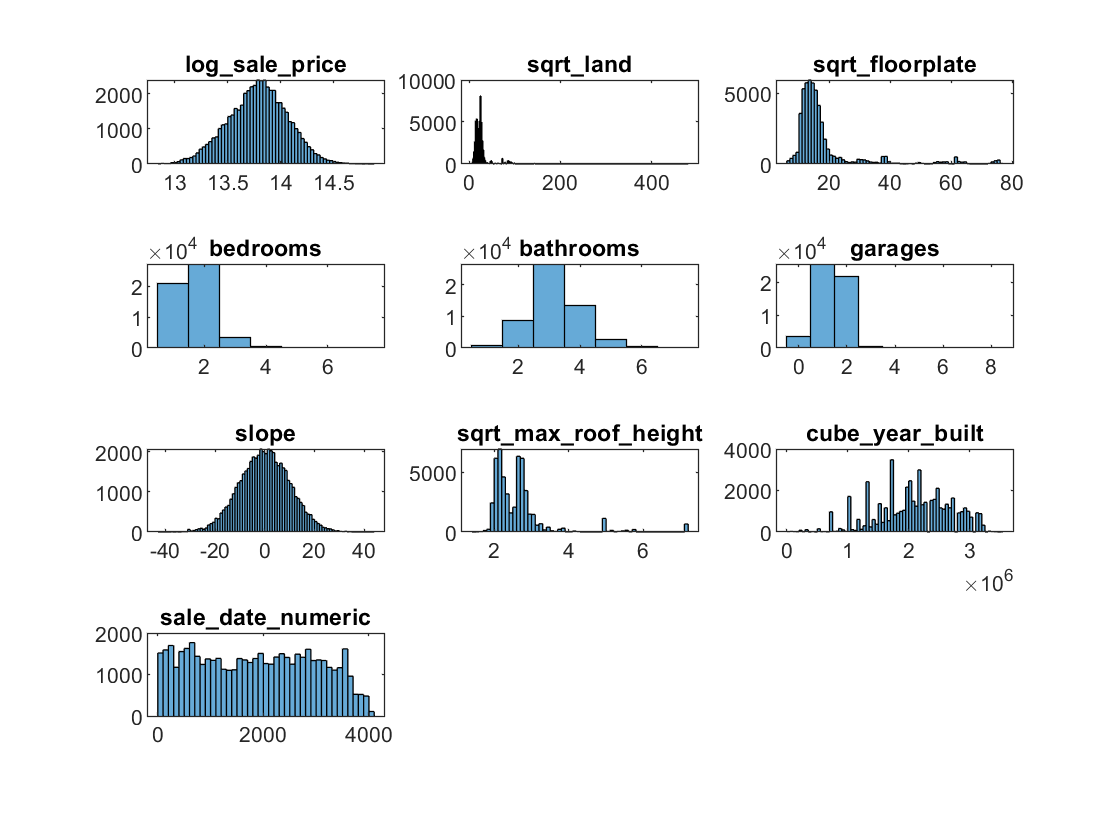 log_sale_price
2000
1000
0
13 13.5 14 14.5
sqrt_land
10000
5000
0
0 200 400
sqrt_floorplate
5000
0
20 40 60 80
×10^4 bedrooms
2
1
0
2 4 6
×10^4 bathrooms
2
1
0
2 4 6
×10^4 garages
2
1
0
0 2 4 6 8
slope
2000
1000
0
-40 -20 0 20 40
sqrt_max_roof_height
5000
0
2 4 6
cube_year_built
4000
2000
0
0 1 2 3
×10^6
sale_date_numeric
2000
1000
0
0 2000 4000